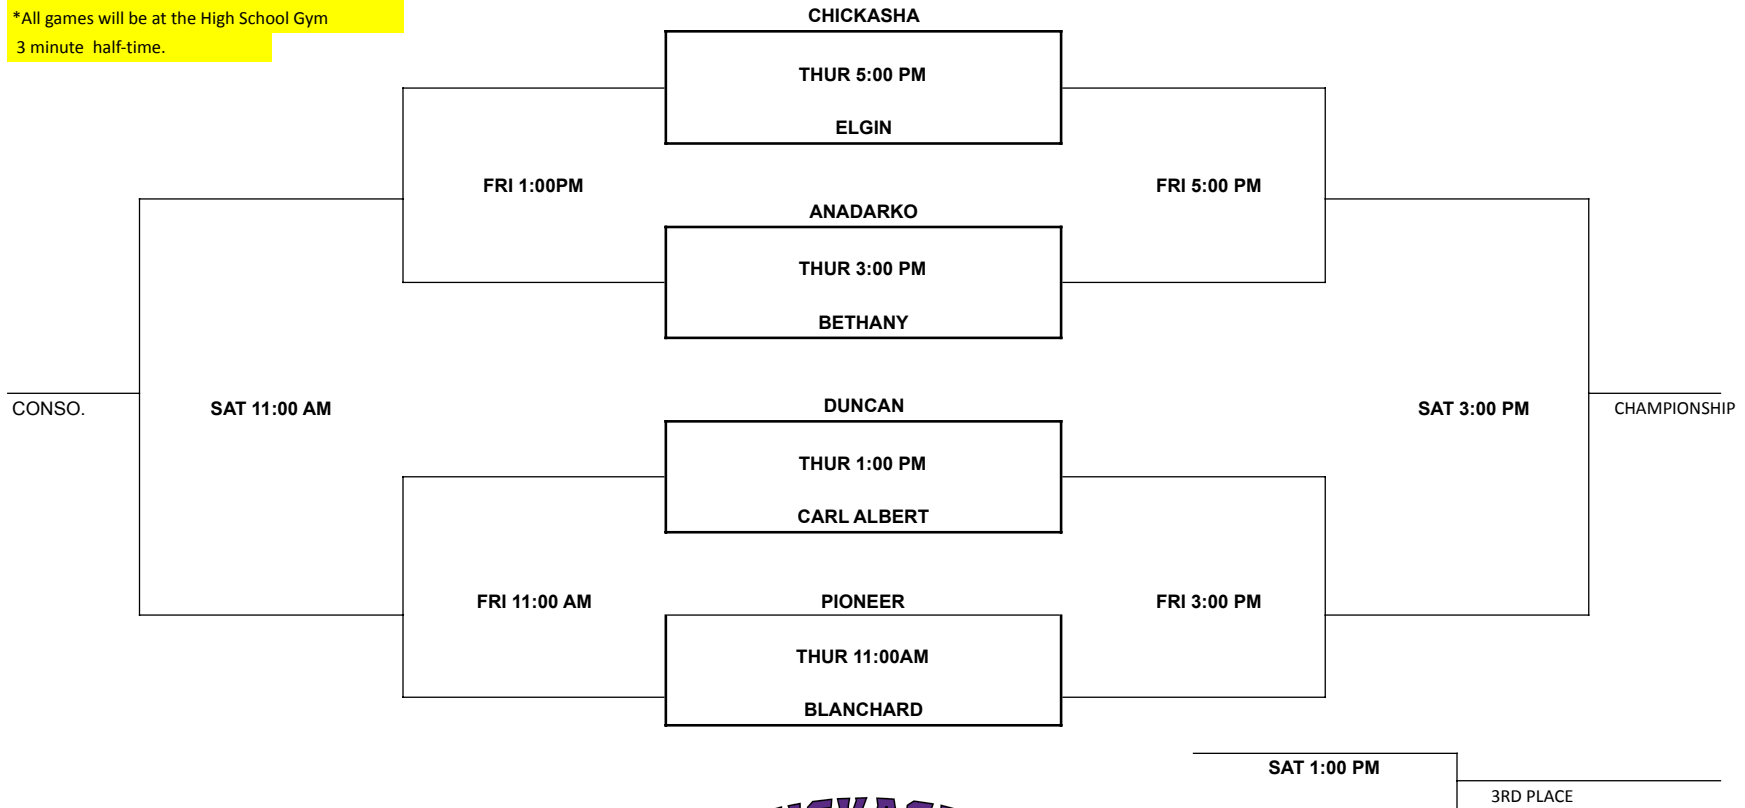 *All games will be at the High School Gym
3 minute  half-time.
CHICKASHA
THUR 5:00 PM
ELGIN
FRI 1:00PM
FRI 5:00 PM
ANADARKO
THUR 3:00 PM
BETHANY
CONSO.
SAT 11:00 AM
DUNCAN
SAT 3:00 PM
CHAMPIONSHIP
THUR 1:00 PM
CARL ALBERT
FRI 11:00 AM
PIONEER
FRI 3:00 PM
THUR 11:00AM
BLANCHARD
SAT 1:00 PM
3RD PLACE